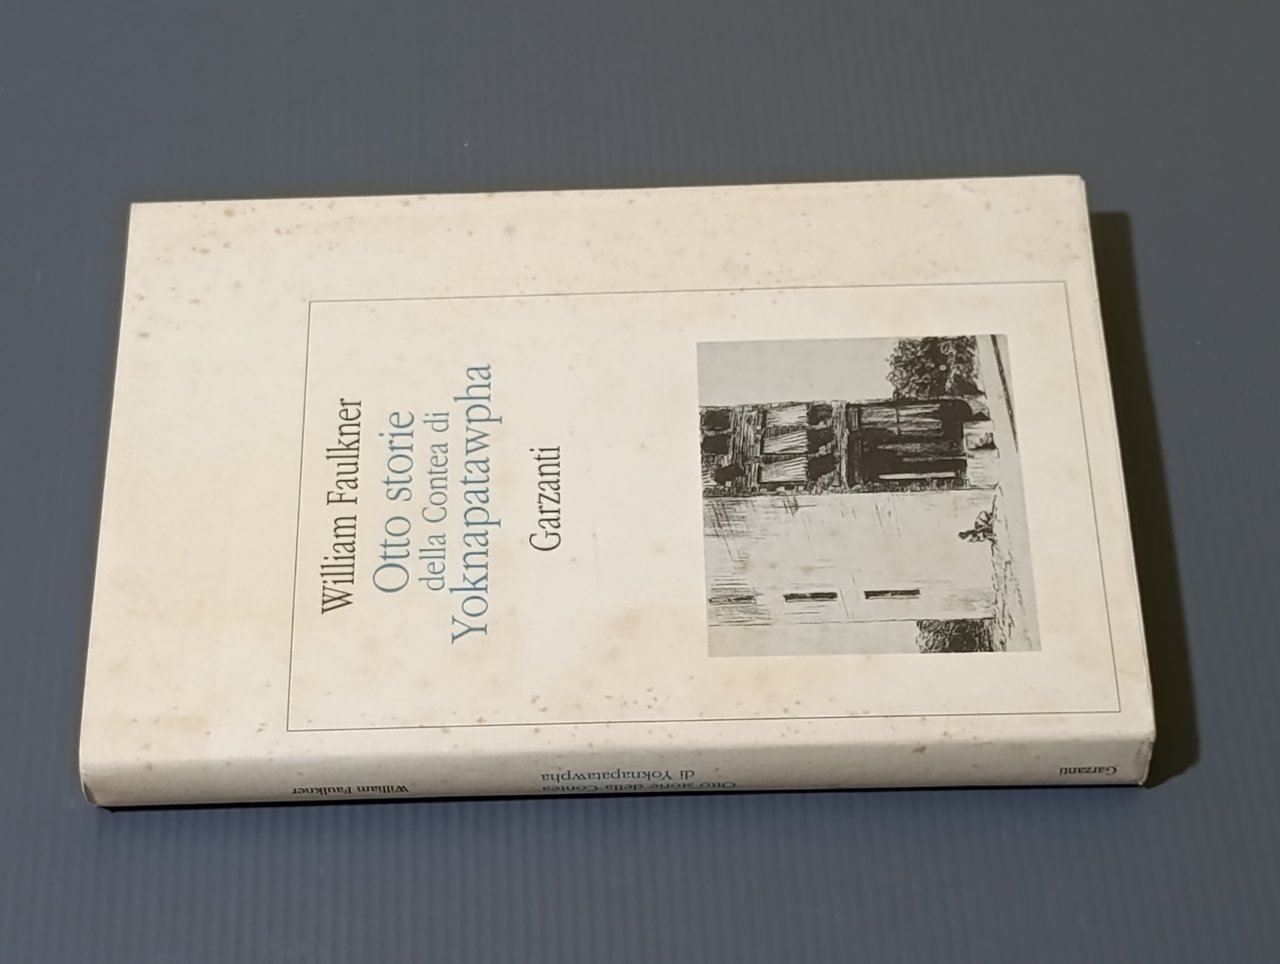 William Faulkner
Otto storie
della Contea di
Yoknapatawpha
Garzanti
William Faulkner
Otto storie della Contea
di Yoknapatawpha
Garzanti